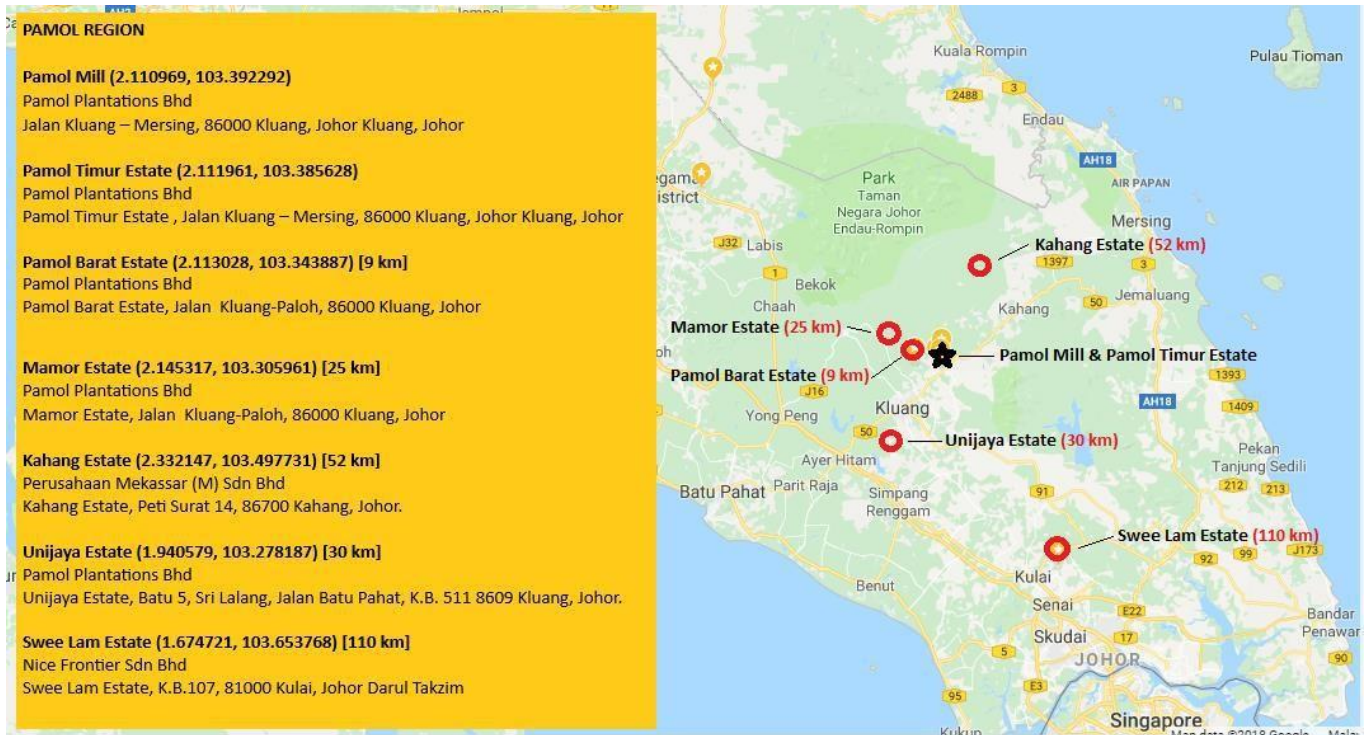 PAMOL REGION
Pamol Mill (2.110969, 103.392292)
Pamol Plantations Bhd
Jalan Kluang – Mersing, 86000 Kluang, Johor Kluang, Johor
Pamol Timur Estate (2.111961, 103.385628)
Pamol Plantations Bhd
Pamol Timur Estate , Jalan Kluang – Mersing, 86000 Kluang, Johor Kluang, Johor
Pamol Barat Estate (2.113028, 103.343887) [9 km]
Pamol Plantations Bhd
Pamol Barat Estate, Jalan  Kluang-Paloh, 86000 Kluang, Johor
Mamor Estate (2.145317, 103.305961) [25 km]
Pamol Plantations Bhd
Mamor Estate, Jalan  Kluang-Paloh, 86000 Kluang, Johor
Kahang Estate (2.332147, 103.497731) [52 km]
Perusahaan Mekassar (M) Sdn Bhd
Kahang Estate, Peti Surat 14, 86700 Kahang, Johor.
Unijaya Estate (1.940579, 103.278187) [30 km]
Pamol Plantations Bhd
Unijaya Estate, Batu 5, Sri Lalang, Jalan Batu Pahat, K.B. 511 8609 Kluang, Johor.
Swee Lam Estate (1.674721, 103.653768) [110 km]
Nice Frontier Sdn Bhd
Swee Lam Estate, K.B.107, 81000 Kulai, Johor Darul Takzim
Kuala Rompin
Pulau Tioman
2488
3
Endau
AH18
AIR PAPAN
Park
Taman
Negara Johor
Endau-Rompin
Mersing
J32 Labis
Kahang Estate (52 km)
1397
3
1
Bekok
Chaah
Kahang
50
Jemaluang
Mamor Estate (25 km)
Pamol Mill & Pamol Timur Estate
Pamol Barat Estate (9 km)
1393
J16
AH18
1409
Yong Peng
Kluang
50
Unijaya Estate (30 km)
Ayer Hitam
Pekan
Tanjung Sedili
Batu Pahat
Parit Raja
Simpang
Renggam
91
212
213
Swee Lam Estate (110 km)
92
99
J173
Kulai
Benut
Senai
E22
Bandar
Penawar
Skudai
17
5
JOHOR
90
E3
95
Singapore
Kukup
Map data ©2018 Google